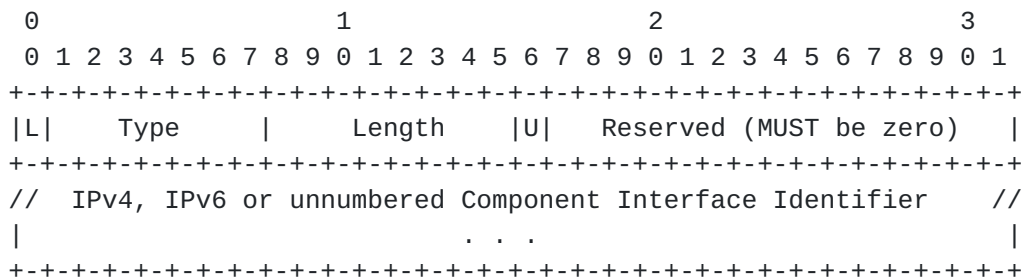 0                   1                   2                   3
 0 1 2 3 4 5 6 7 8 9 0 1 2 3 4 5 6 7 8 9 0 1 2 3 4 5 6 7 8 9 0 1
+-+-+-+-+-+-+-+-+-+-+-+-+-+-+-+-+-+-+-+-+-+-+-+-+-+-+-+-+-+-+-+-+
|L|    Type     |     Length    |U|   Reserved (MUST be zero)   |
+-+-+-+-+-+-+-+-+-+-+-+-+-+-+-+-+-+-+-+-+-+-+-+-+-+-+-+-+-+-+-+-+
//  IPv4, IPv6 or unnumbered Component Interface Identifier    //
|                            . . .                              |
+-+-+-+-+-+-+-+-+-+-+-+-+-+-+-+-+-+-+-+-+-+-+-+-+-+-+-+-+-+-+-+-+